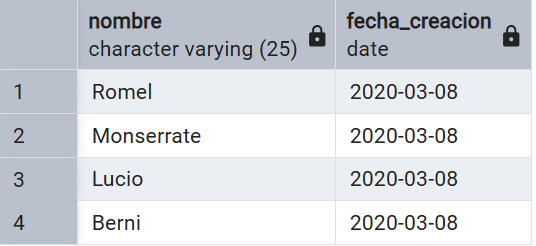 nombre fecha_creacion
character varying (25) date
1 Romel 2020-03-08
2 Monserrate 2020-03-08
3 Lucio 2020-03-08
4 Berni 2020-03-08